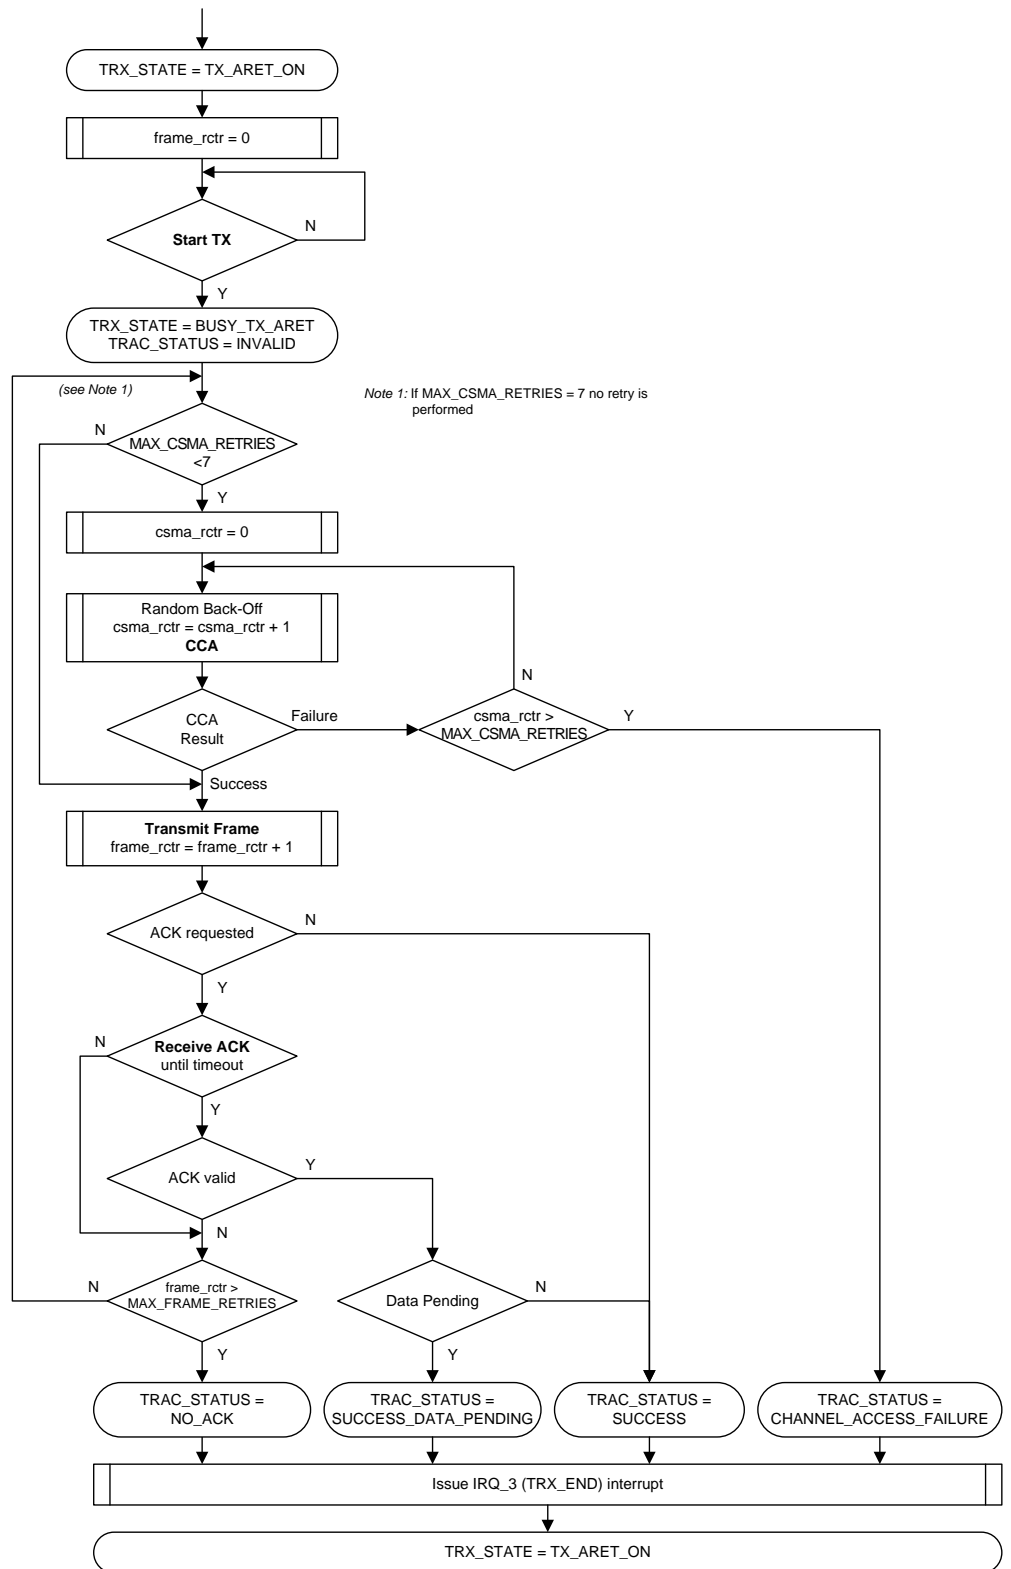 TRX_STATE = TX_ARET_ON
frame_rctr = 0
N
Start TX
Y
TRX_STATE = BUSY_TX_ARET
TRAC_STATUS = INVALID
(see Note 1)
Note 1: If MAX_CSMA_RETRIES = 7 no retry is
performed
N
MAX_CSMA_RETRIES
<7
Y
csma_rctr = 0
Random Back-Off
csma_rctr = csma_rctr + 1
CCA
N
CCA
Result
Failure
csma_rctr >
MAX_CSMA_RETRIES
Y
Success
Transmit Frame
frame_rctr = frame_rctr + 1
ACK requested
N
Y
N
Receive ACK
until timeout
Y
ACK valid
Y
N
N
frame_rctr >
MAX_FRAME_RETRIES
Data Pending
N
Y
Y
TRAC_STATUS =
NO_ACK
TRAC_STATUS =
SUCCESS_DATA_PENDING
TRAC_STATUS =
SUCCESS
TRAC_STATUS =
CHANNEL_ACCESS_FAILURE
Issue IRQ_3 (TRX_END) interrupt
TRX_STATE = TX_ARET_ON